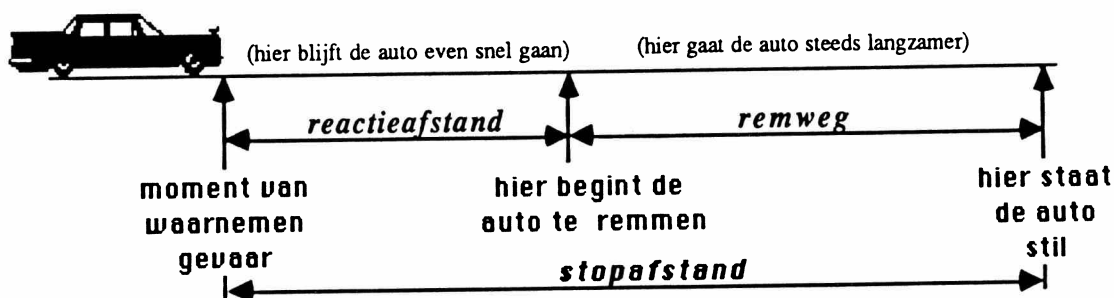 (hier blijft de auto even snel gaan)
(hier gaat de auto steeds langzamer)
reactieafstand
remweg
moment van
waarnemen
gevaar
hier begint de
auto te remmen
hier staat
de auto
stil
stopafstand